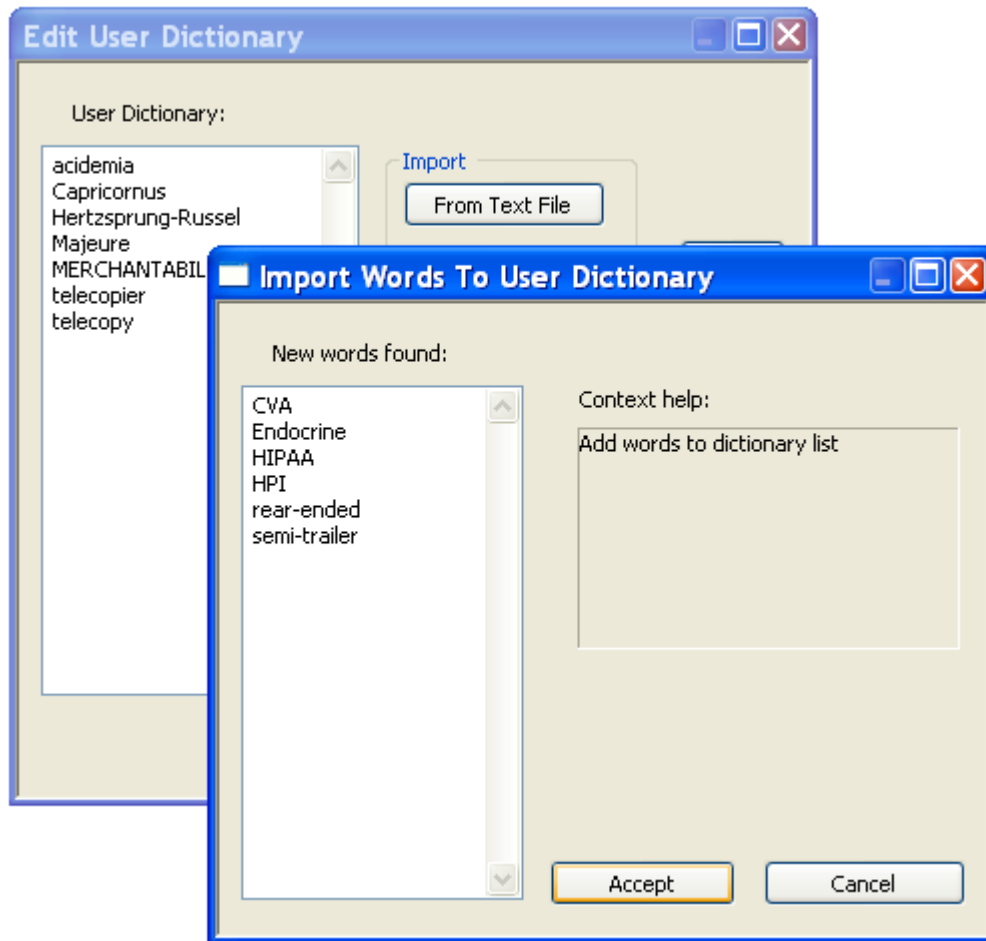 Edit User Dictionary
User Dictionary:
acidemia
Capricornus
Hertzsprung-Russel
Majeure
MERCHANTABIL
telecopier
telecopy
Import
From Text File
Import Words To User Dictionary
New words found:
CVA
Endocrine
HIPAA
HPI
rear-ended
semi-trailer
Context help:
Add words to dictionary list
Accept
Cancel